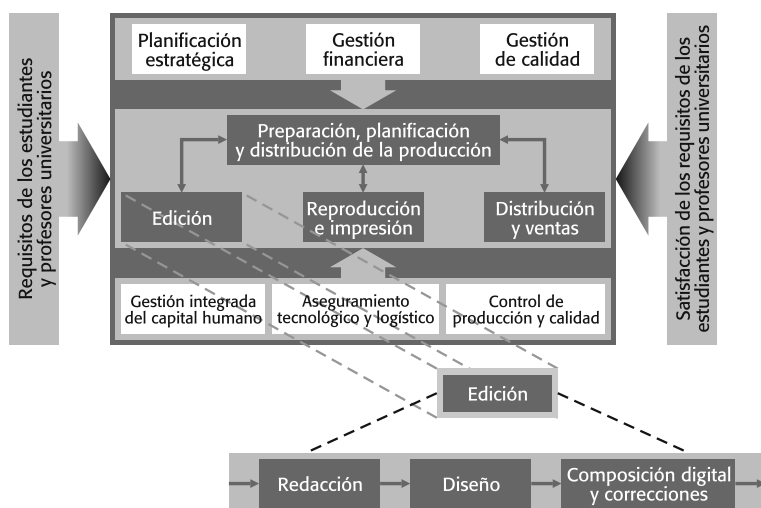 Requisitos de los estudiantes
y profesores universitarios
Planificación
estratégica
Gestión
financiera
Gestión
de calidad
Preparación, planificación
y distribución de la producción
Edición
Reproducción
e impresión
Distribución
y ventas
Gestión integrada
del capital humano
Aseguramiento
tecnológico y logístico
Control de
producción y calidad
Satisfacción de los requisitos de los
estudiantes y profesores universitarios
Edición
Redacción
Diseño
Composición digital
y correcciones